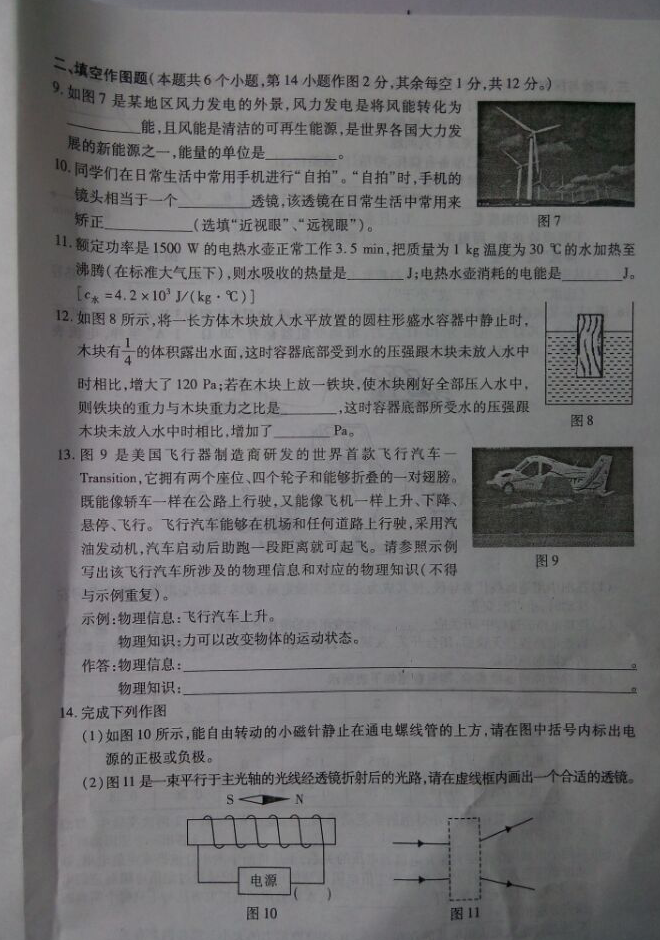 二、填空作图题(本题共6个小题,第14小题作图2分,其余每空1分,共12分。)
9. 如图7是某地区风力发电的外景,风力发电是将风能转化为
________能,且风能是清洁的可再生能源,是世界各国大力发
展的新能源之一,能量的单位是________。
10. 同学们在日常生活中常用手机进行“自拍”。“自拍”时,手机的
镜头相当于一个________透镜,该透镜在日常生活中常用来
矫正________(选填“近视眼”、“远视眼”)。
图7
11. 额定功率是1500 W的电热水壶正常工作3.5 min,把质量为1 kg温度为30 ℃的水加热至
沸腾(在标准大气压下),则水吸收的热量是______J;电热水壶消耗的电能是______J。
[c水=4.2×10³ J/(kg·℃)]
12. 如图8所示,将一长方体木块放入水平放置的圆柱形盛水容器中静止时,
木块有1/4的体积露出水面,这时容器底部受到水的压强跟木块未放入水中
时相比,增大了120 Pa;若在木块上放一铁块,使木块刚好全部压入水中,
则铁块的重力与木块重力之比是______,这时容器底部所受水的压强跟
木块未放入水中时相比,增加了______Pa。
图8
13. 图9是美国飞行器制造商研发的世界首款飞行汽车—
Transition,它拥有两个座位、四个轮子和能够折叠的一对翅膀。
既能像轿车一样在公路上行驶,又能像飞机一样上升、下降、
悬停、飞行。飞行汽车能够在机场和任何道路上行驶,采用汽
油发动机,汽车启动后助跑一段距离就可起飞。请参照示例
写出该飞行汽车所涉及的物理信息和对应的物理知识(不得
与示例重复)。
图9
示例:物理信息:飞行汽车上升。
物理知识:力可以改变物体的运动状态。
作答:物理信息:________。
物理知识:________。
14. 完成下列作图
(1)如图10所示,能自由转动的小磁针静止在通电螺线管的上方,请在图中括号内标出电
源的正极或负极。
(2)图11是一束平行于主光轴的光线经透镜折射后的光路,请在虚线框内画出一个合适的透镜。
S N
电源
( )
图10
图11